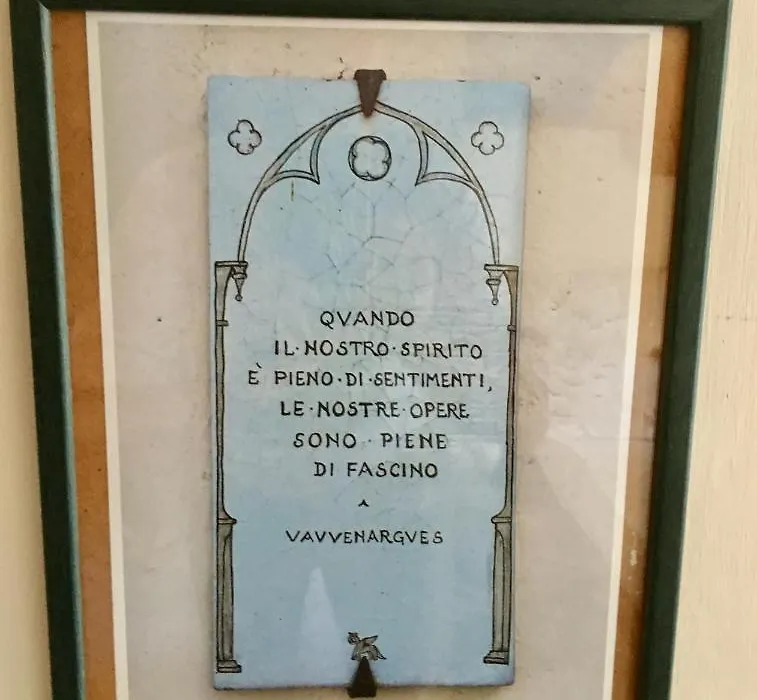 QVANDO
IL·NOSTRO·SPIRITO
È PIENO·DI·SENTIMENTI,
LE·NOSTRE·OPERE
SONO·PIENE
DI FASCINO
VAVVENARGVES